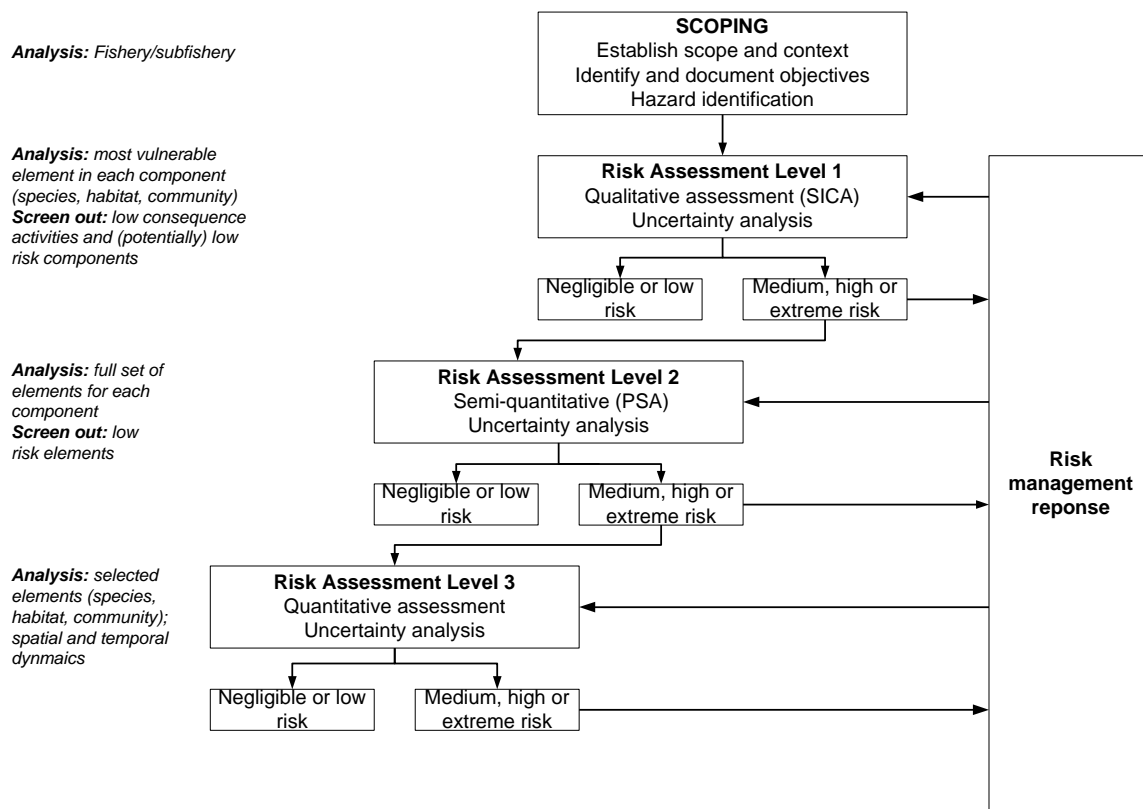 SCOPING
Establish scope and context
Identify and document objectives
Hazard identification
Analysis: Fishery/subfishery
Analysis: most vulnerable
element in each component
(species, habitat, community)
Screen out: low consequence
activities and (potentially) low
risk components
Risk Assessment Level 1
Qualitative assessment (SICA)
Uncertainty analysis
Negligible or low
risk
Medium, high or
extreme risk
Analysis: full set of
elements for each
component
Screen out: low
risk elements
Risk Assessment Level 2
Semi-quantitative (PSA)
Uncertainty analysis
Negligible or low
risk
Medium, high or
extreme risk
Risk
management
reponse
Analysis: selected
elements (species,
habitat, community);
spatial and temporal
dynmaics
Risk Assessment Level 3
Quantitative assessment
Uncertainty analysis
Negligible or low
risk
Medium, high or
extreme risk